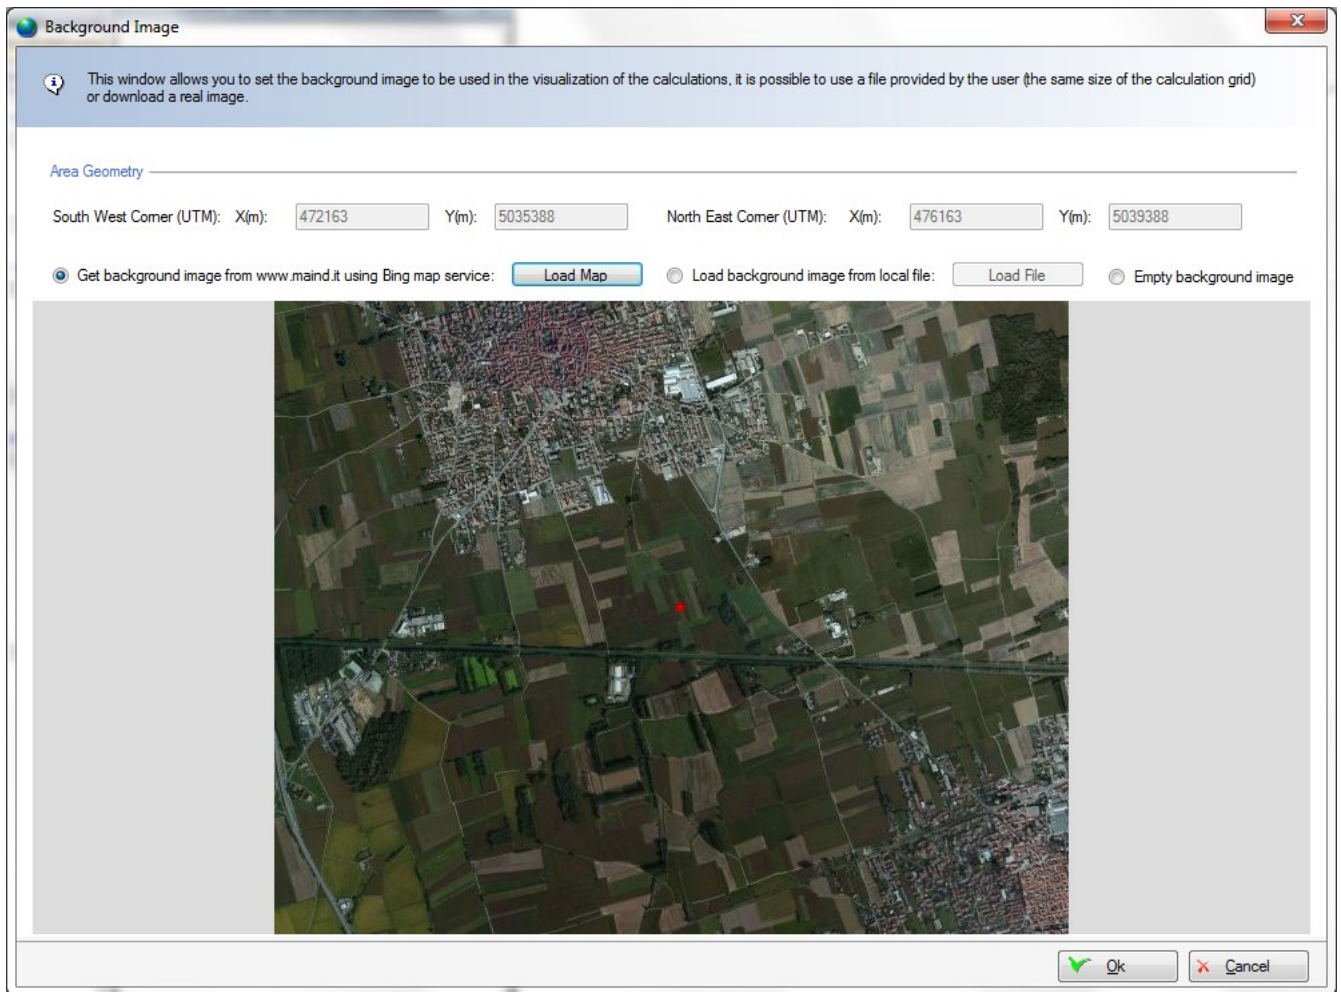 Background Image
This window allows you to set the background image to be used in the visualization of the calculations, it is possible to use a file provided by the user (the same size of the calculation grid)
or download a real image.
Area Geometry
South West Corner (UTM): X(m): 472163 Y(m): 5035388 North East Corner (UTM): X(m): 476163 Y(m): 5039388
Get background image from www.maind.it using Bing map service: Load Map Load background image from local file: Load File Empty background image
Ok Cancel